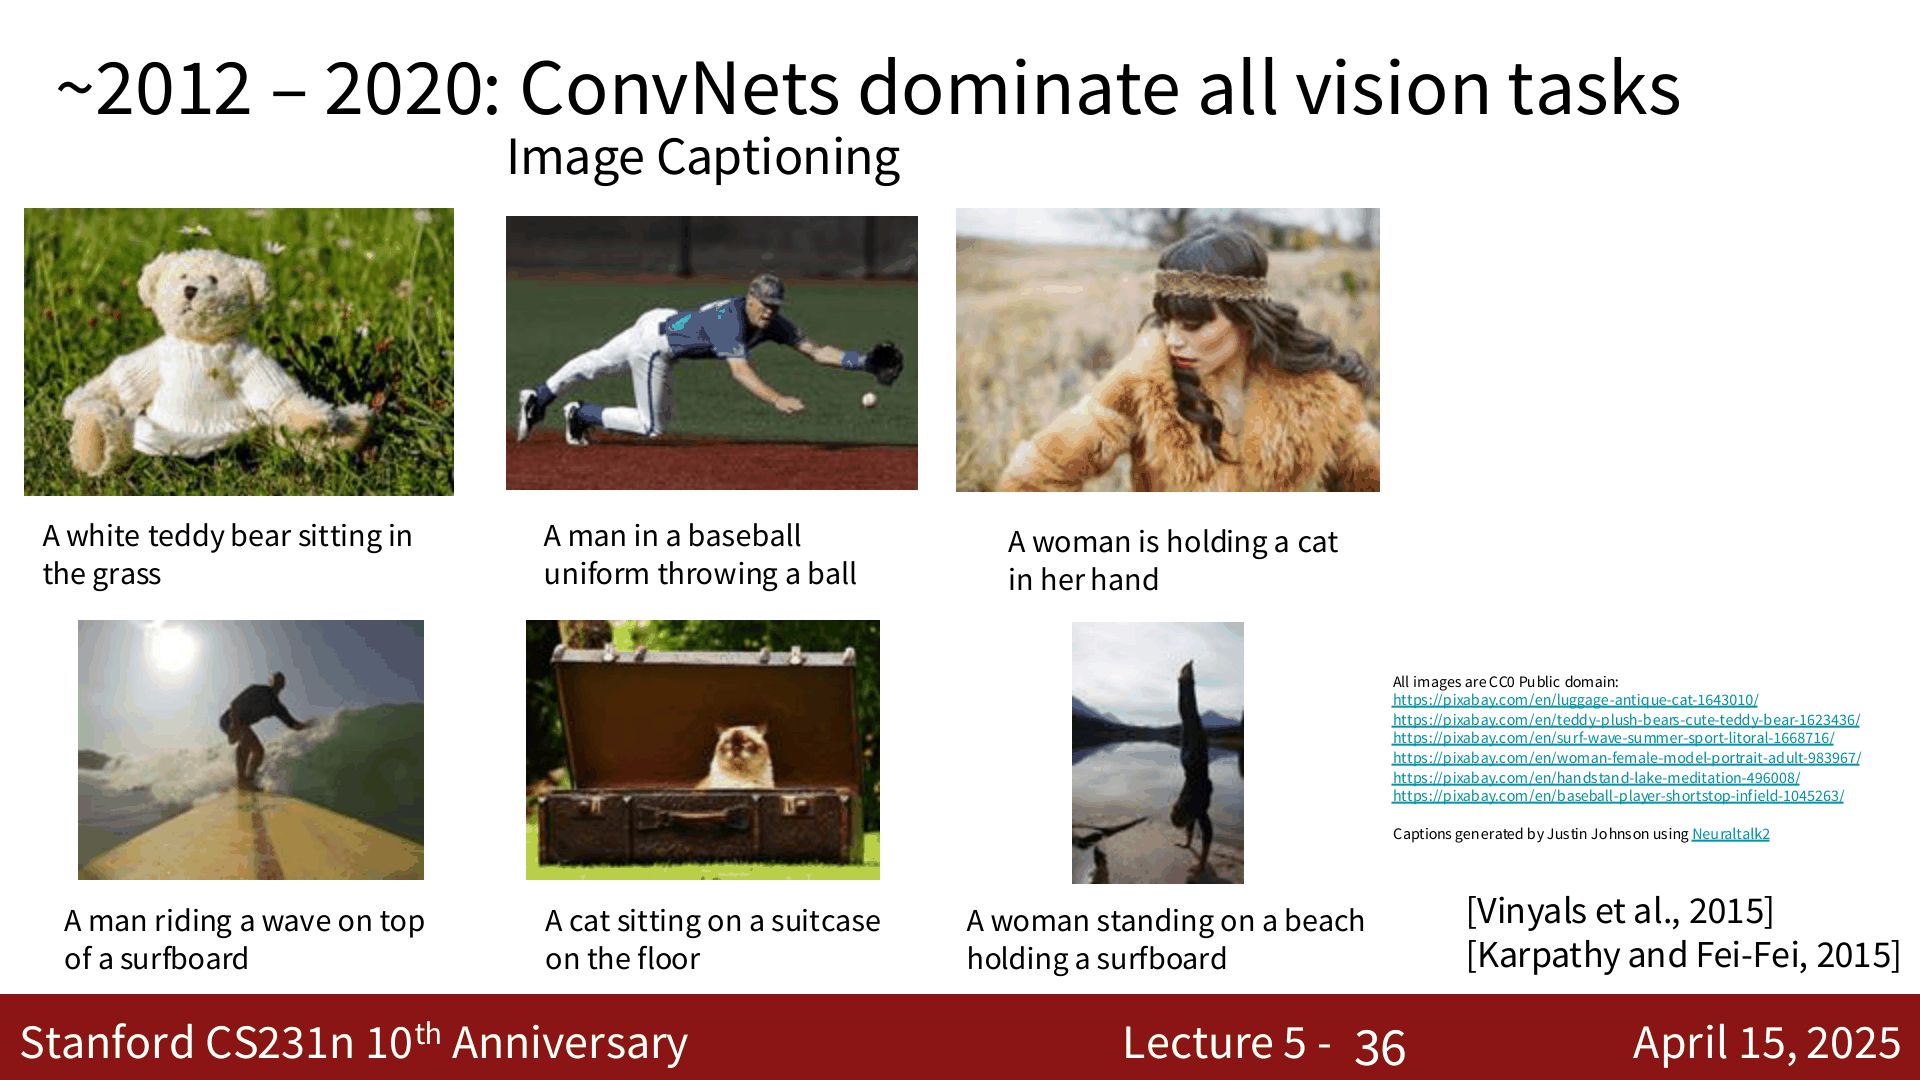 ~2012 – 2020: ConvNets dominate all vision tasks
Image Captioning
A white teddy bear sitting in
the grass
A man in a baseball
uniform throwing a ball
A woman is holding a cat
in her hand
A man riding a wave on top
of a surfboard
A cat sitting on a suitcase
on the floor
A woman standing on a beach
holding a surfboard
All images are CC0 Public domain:
https://pixabay.com/en/luggage-antique-cat-1643010/
https://pixabay.com/en/teddy-plush-bears-cute-teddy-bear-1623436/
https://pixabay.com/en/surf-wave-summer-sport-litoral-1668716/
https://pixabay.com/en/woman-female-model-portrait-adult-983967/
https://pixabay.com/en/handstand-lake-meditation-496008/
https://pixabay.com/en/baseball-player-shortstop-infield-1045263/
Captions generated by Justin Johnson using Neuraltalk2
[Vinyals et al., 2015]
[Karpathy and Fei-Fei, 2015]
Stanford CS231n 10th Anniversary
Lecture 5 - 36
April 15, 2025